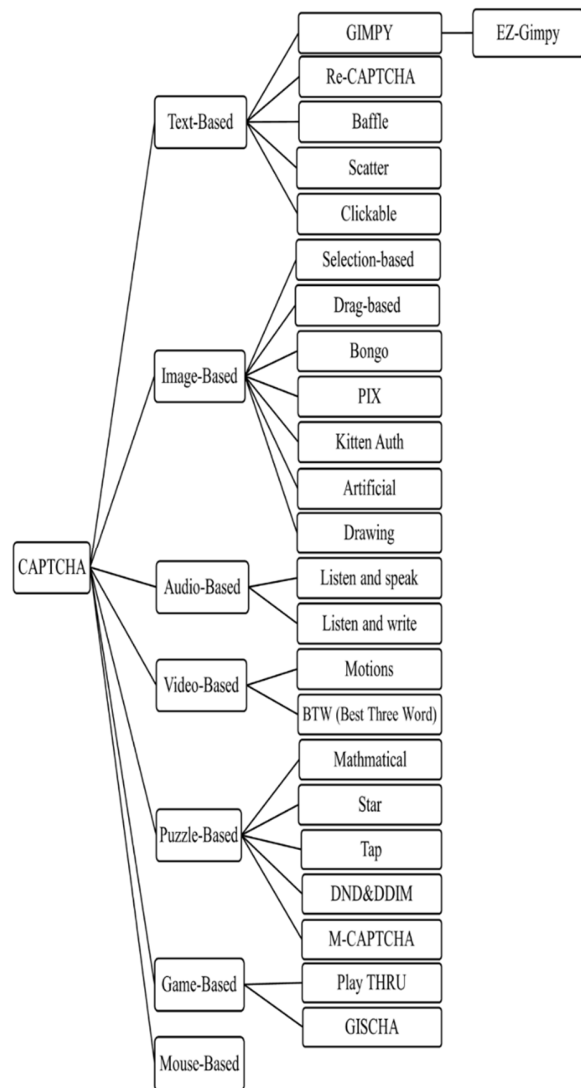 GIMPY
EZ-Gimpy
Re-CAPTCHA
Text-Based
Baffle
Scatter
Clickable
Selection-based
Drag-based
Bongo
Image-Based
PIX
Kitten Auth
Artificial
Drawing
CAPTCHA
Listen and speak
Audio-Based
Listen and write
Motions
Video-Based
BTW (Best Three Word)
Mathmatical
Star
Puzzle-Based
Tap
DND&DDIM
M-CAPTCHA
Play THRU
Game-Based
GISCHA
Mouse-Based